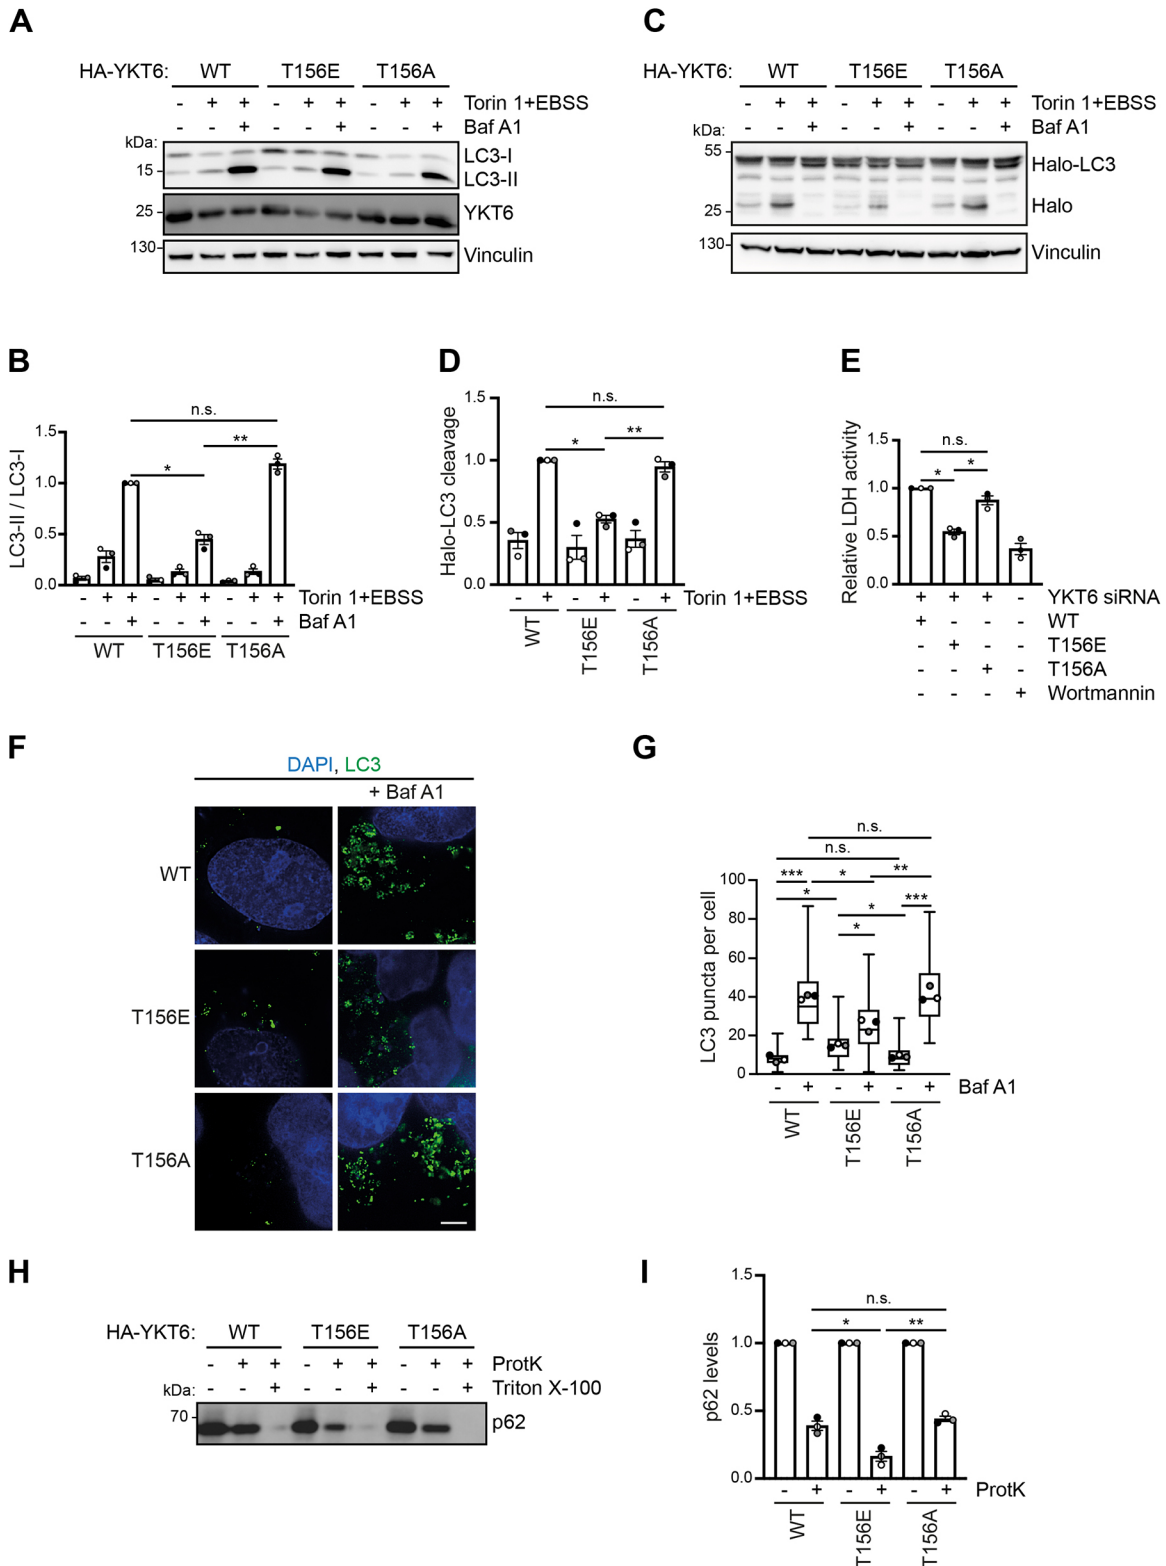 A
HA-YKT6: WT T156E T156A
- + + - + + - + + Torin 1+EBSS
- - + - - + - - + Baf A1
kDa:
LC3-I
15
LC3-II
25 YKT6
130 Vinculin
C
HA-YKT6: WT T156E T156A
- + + - + + - + + Torin 1+EBSS
- - + - - + - - + Baf A1
kDa:
55
Halo-LC3
25 Halo
130 Vinculin
B
n.s.
**
*
LC3-II / LC3-I
1.5
1.0
0.5
0.0
- + + - + + - + + Torin 1+EBSS
- - + - - + - - + Baf A1
WT T156E T156A
D
n.s.
* **
Halo-LC3 cleavage
1.5
1.0
0.5
0.0
- + - + - + Torin 1+EBSS
WT T156E T156A
E
n.s.
* *
Relative LDH activity
1.5
1.0
0.5
0.0
+ + + - YKT6 siRNA
+ - - - WT
- + - - T156E
- - + - T156A
- - - + Wortmannin
F
DAPI, LC3
+ Baf A1
WT
T156E
T156A
G
n.s.
n.s.
*** * **
* * ***
*
LC3 puncta per cell
100
80
60
40
20
0
- + - + - + Baf A1
WT T156E T156A
H
HA-YKT6: WT T156E T156A
- + + - + + - + + ProtK
- - + - - + - - + Triton X-100
kDa:
70 p62
I
n.s.
* **
p62 levels
1.5
1.0
0.5
0.0
- + - + - + ProtK
WT T156E T156A